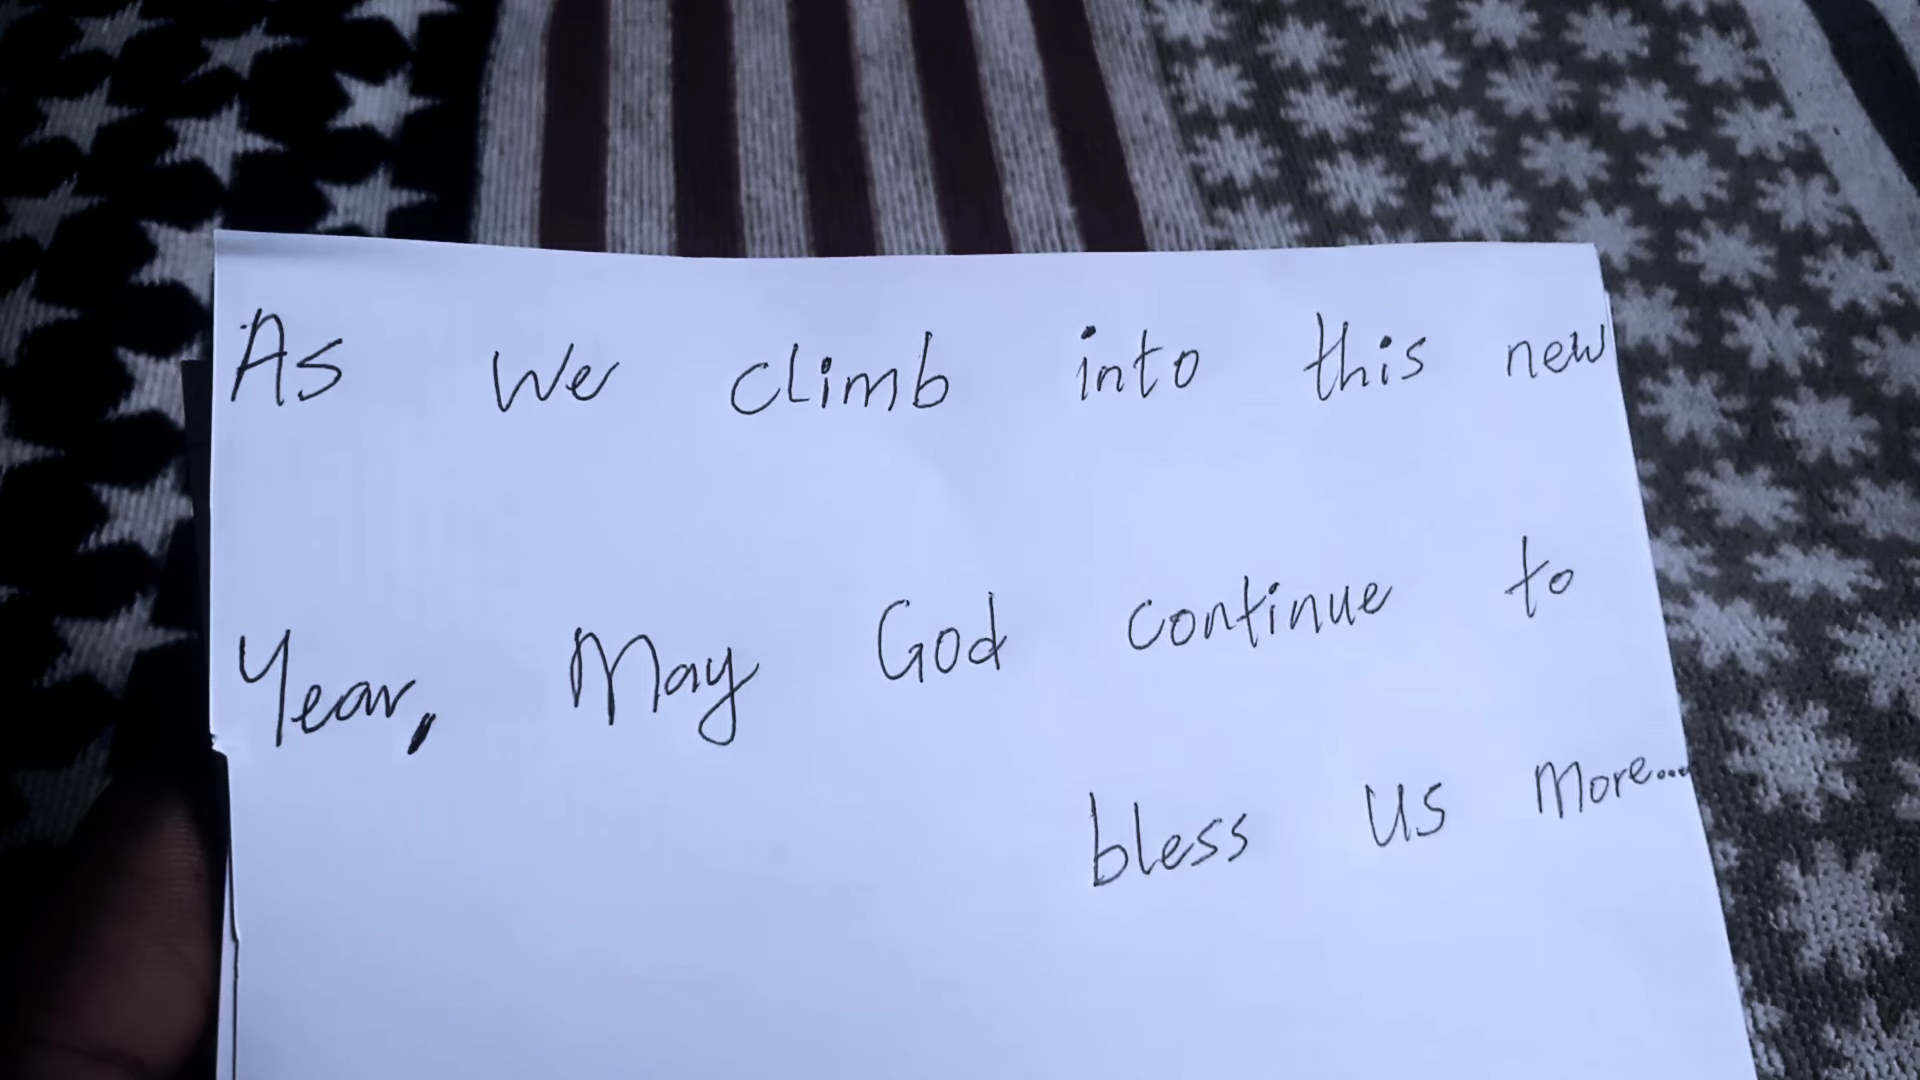 As we climb into this new
Year, May God continue to
bless us more...